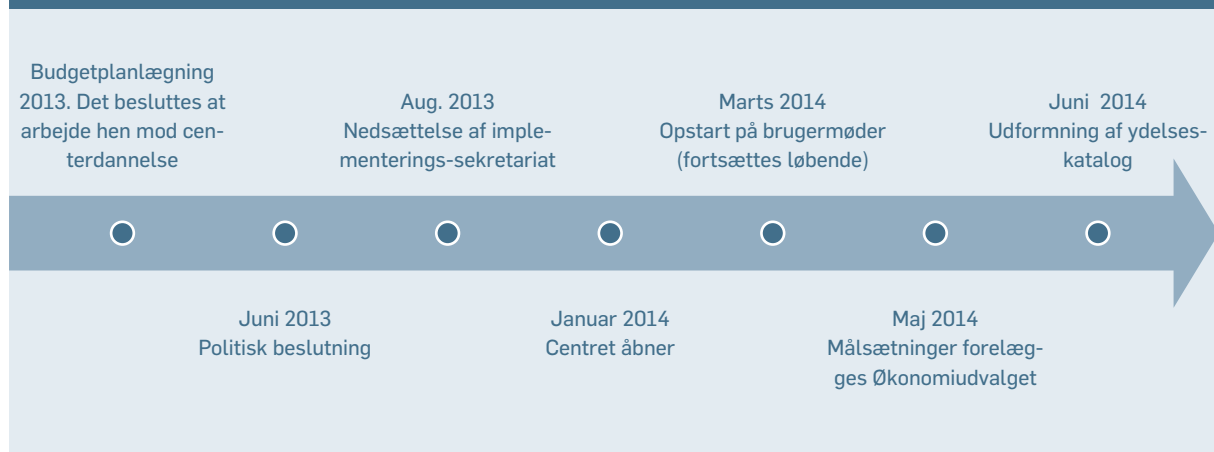 Budgetplanlægning
2013. Det besluttes at
arbejde hen mod cen-
terdannelse
Juni 2013
Politisk beslutning
Aug. 2013
Nedsættelse af imple-
menterings-sekretariat
Januar 2014
Centret åbner
Marts 2014
Opstart på brugermøder
(fortsættes løbende)
Maj 2014
Målsætninger forelæg-
ges Økonomiudvalget
Juni 2014
Udformning af ydelses-
katalog